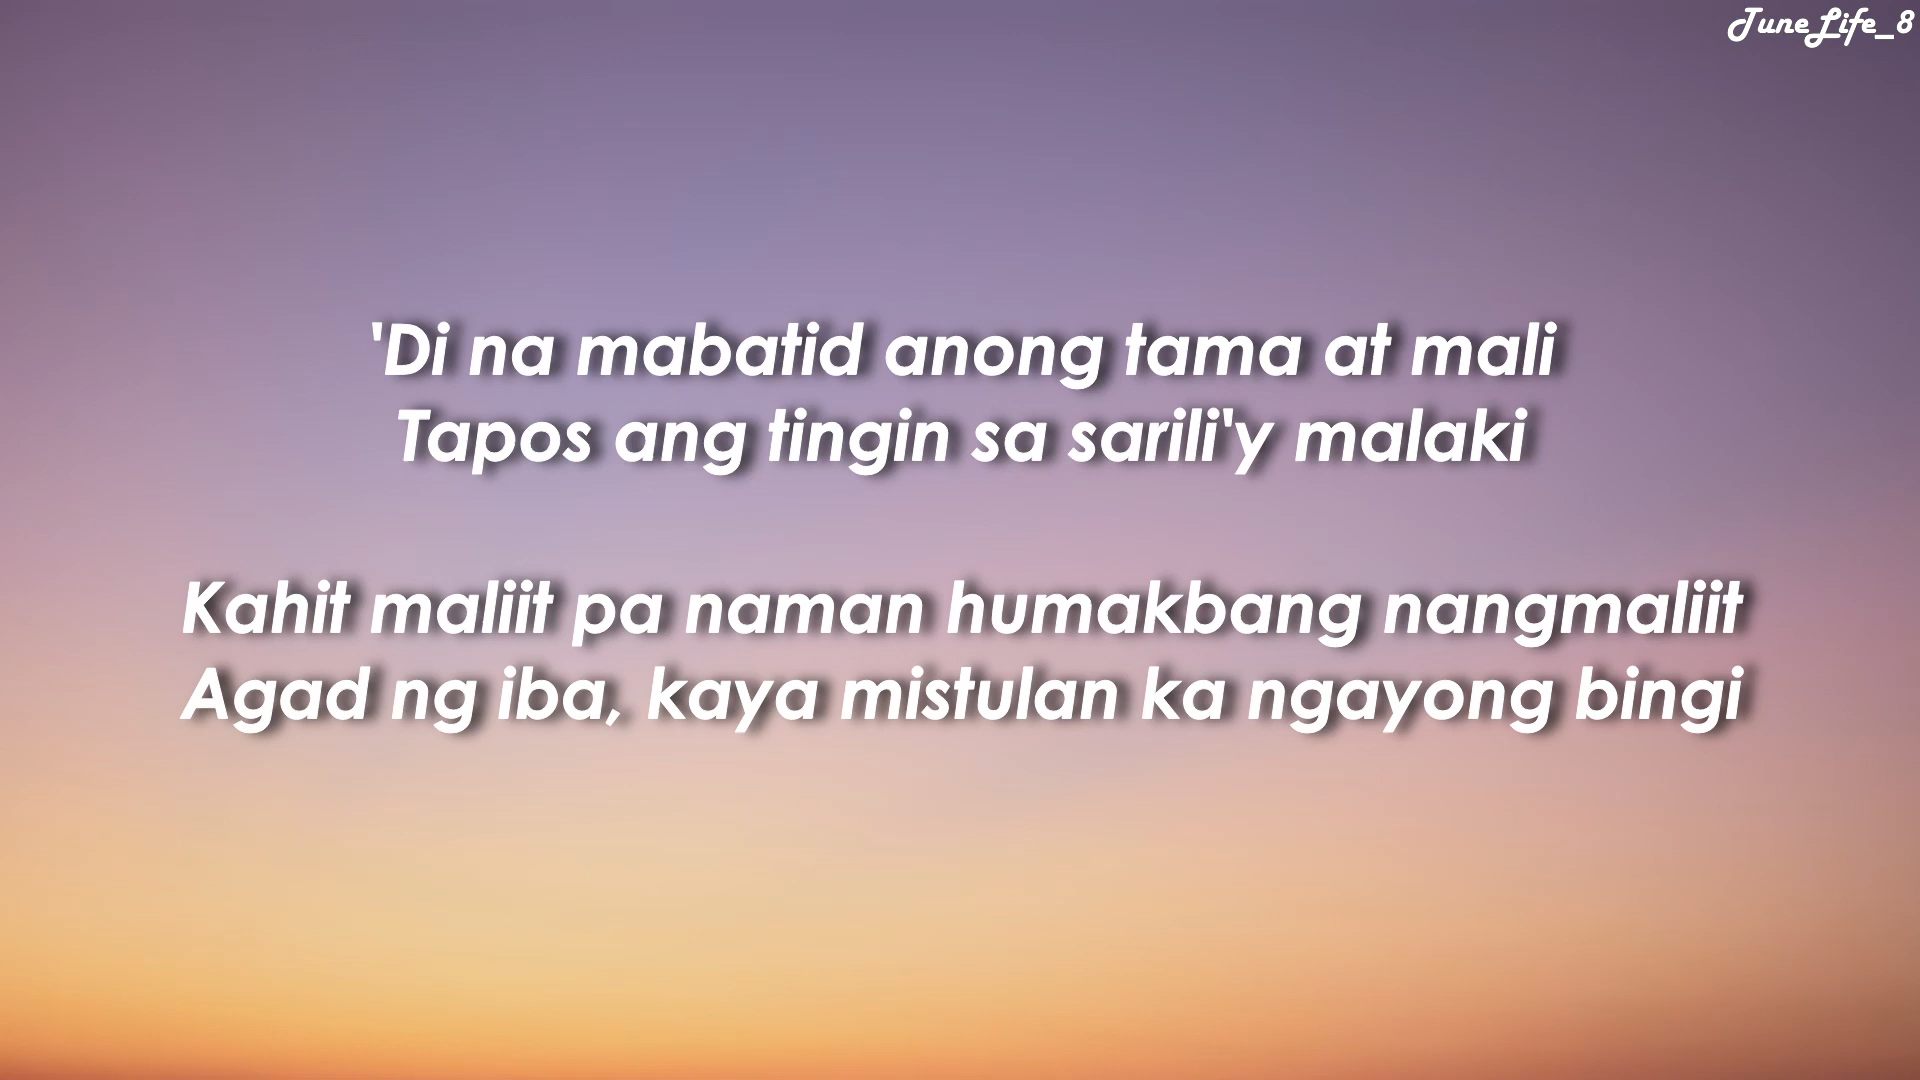 TuneLife_8
'Di na mabatid anong tama at mali
Tapos ang tingin sa sarili'y malaki
Kahit maliit pa naman humakbang nangmaliit
Agad ng iba, kaya mistulan ka ngayong bingi